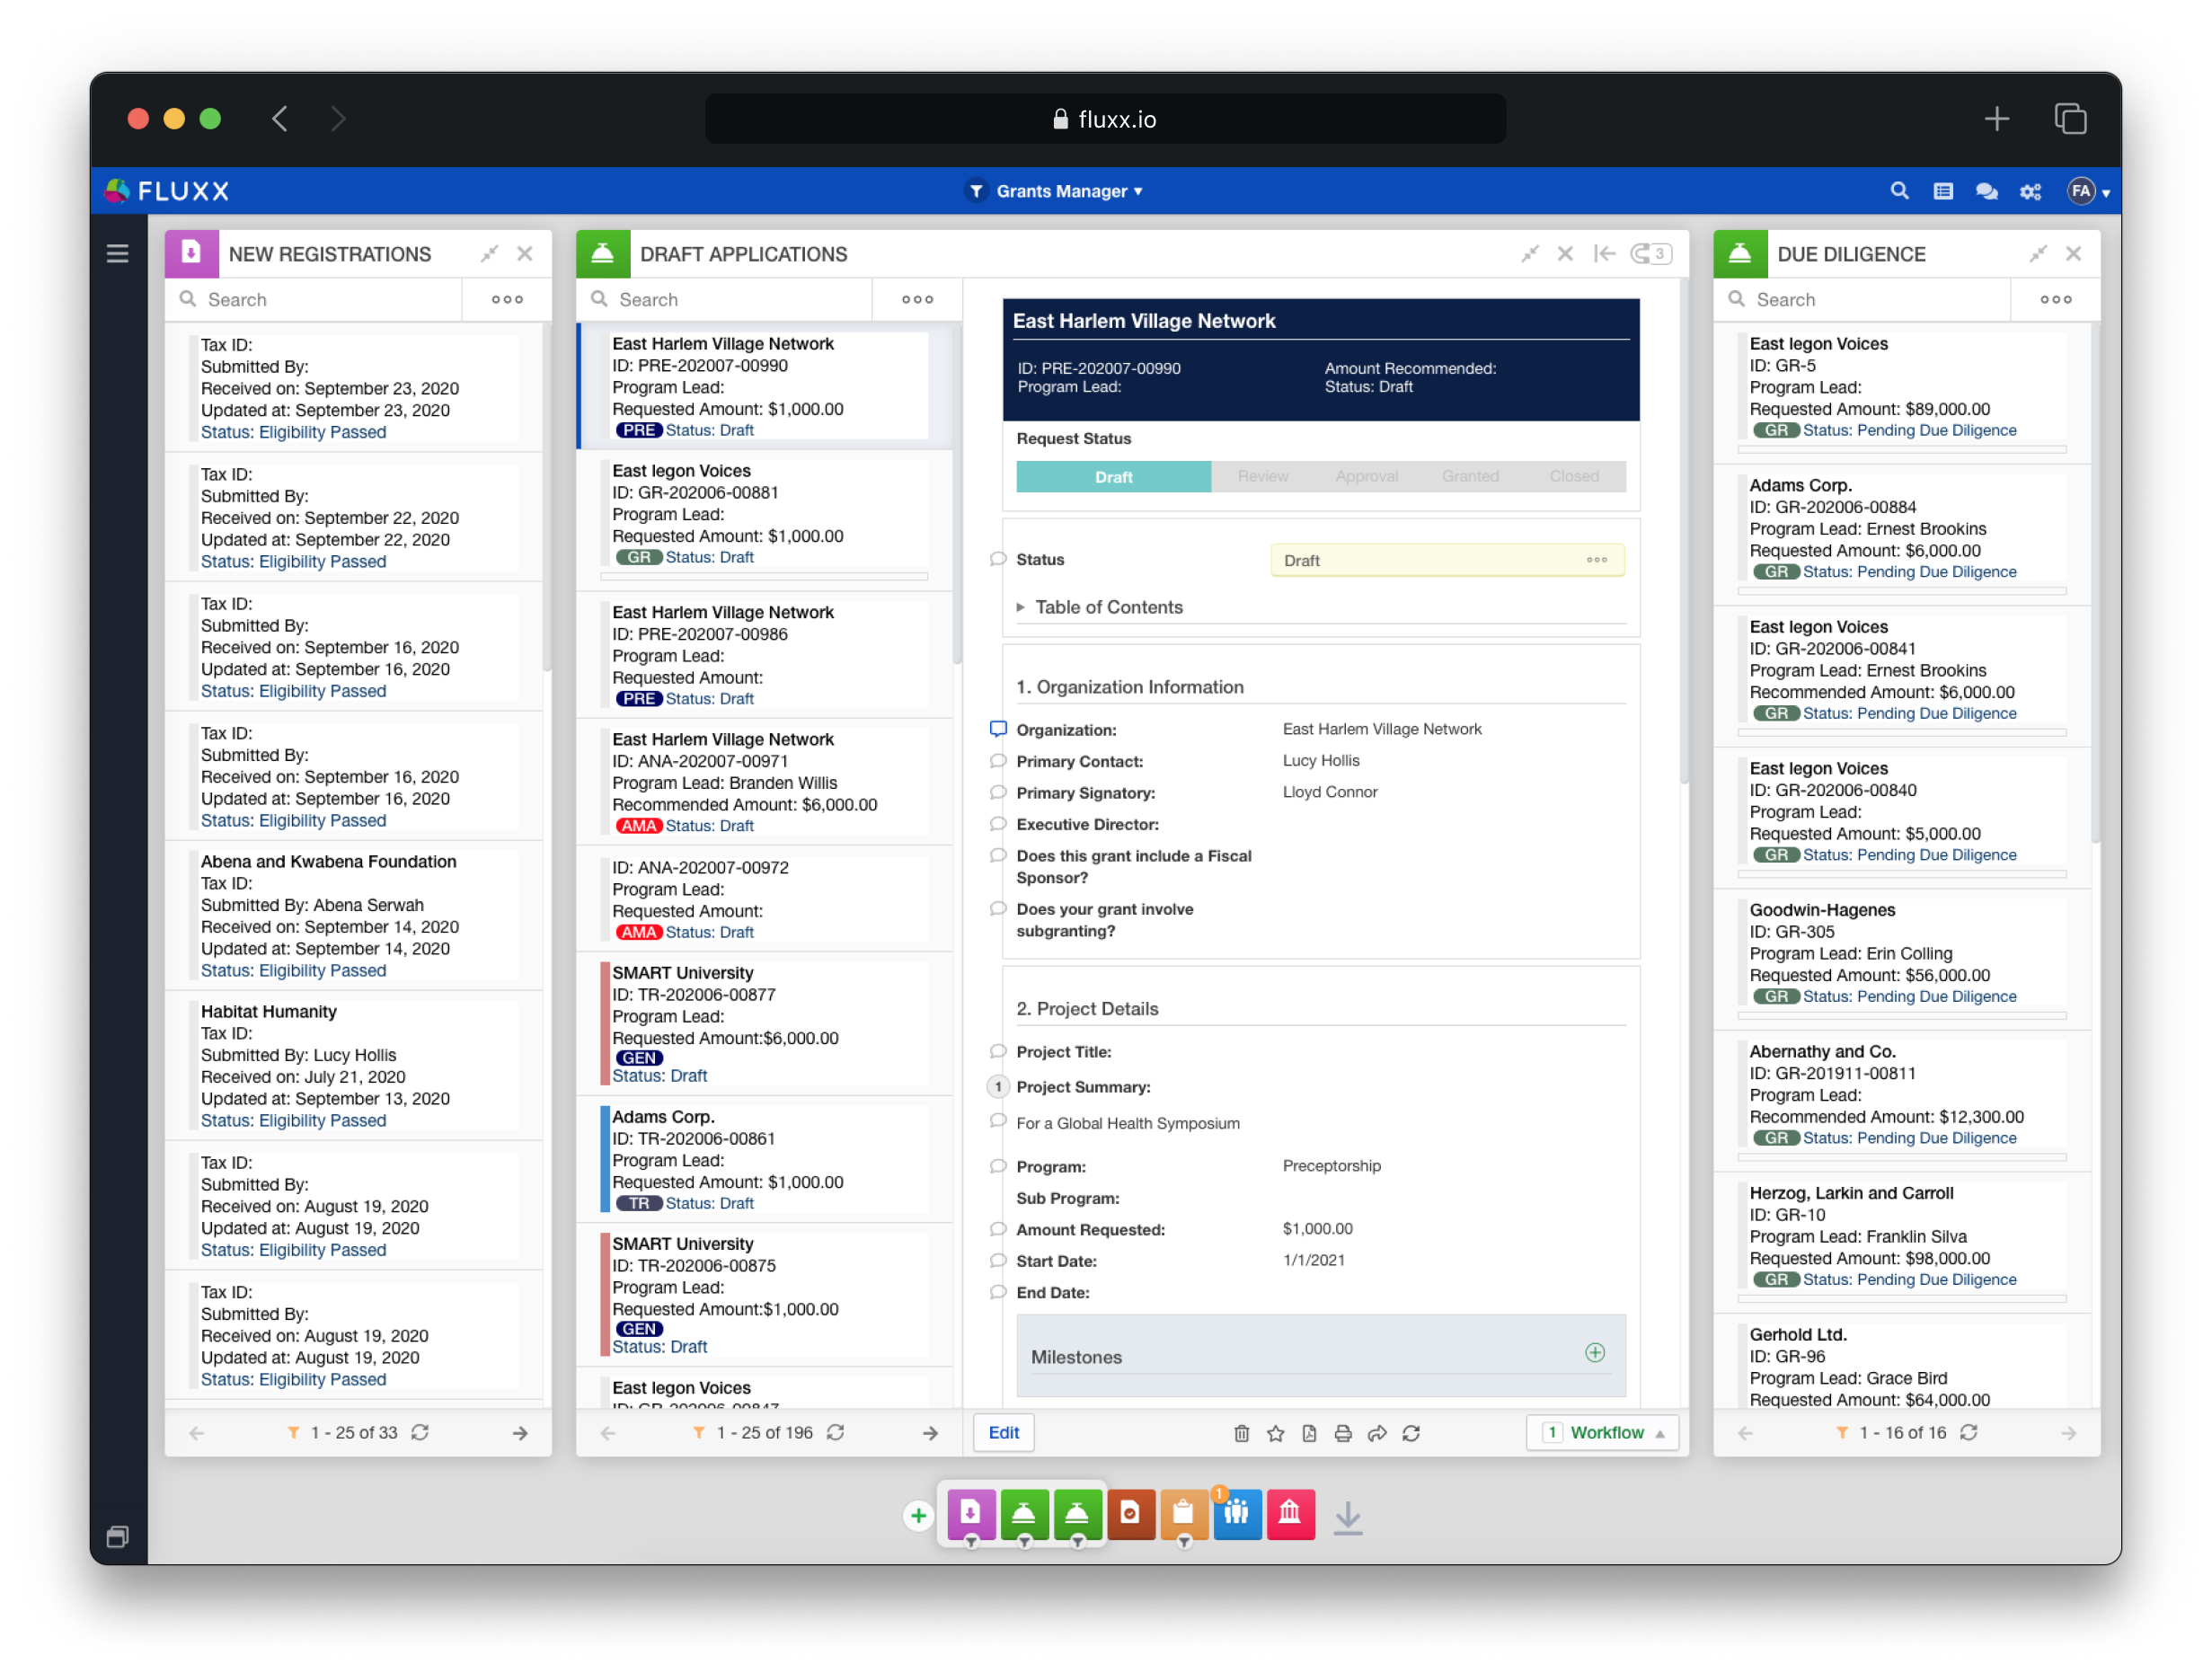 fluxx.io
FLUXX
Grants Manager
FA
NEW REGISTRATIONS
Search
Tax ID:
Submitted By:
Received on: September 23, 2020
Updated at: September 23, 2020
Status: Eligibility Passed
Tax ID:
Submitted By:
Received on: September 22, 2020
Updated at: September 22, 2020
Status: Eligibility Passed
Tax ID:
Submitted By:
Received on: September 16, 2020
Updated at: September 16, 2020
Status: Eligibility Passed
Tax ID:
Submitted By:
Received on: September 16, 2020
Updated at: September 16, 2020
Status: Eligibility Passed
Abena and Kwabena Foundation
Tax ID:
Submitted By: Abena Serwah
Received on: September 14, 2020
Updated at: September 14, 2020
Status: Eligibility Passed
Habitat Humanity
Tax ID:
Submitted By: Lucy Hollis
Received on: July 21, 2020
Updated at: September 13, 2020
Status: Eligibility Passed
Tax ID:
Submitted By:
Received on: August 19, 2020
Updated at: August 19, 2020
Status: Eligibility Passed
Tax ID:
Submitted By:
Received on: August 19, 2020
Updated at: August 19, 2020
Status: Eligibility Passed
1 - 25 of 33
DRAFT APPLICATIONS
3
Search
East Harlem Village Network
ID: PRE-202007-00990
Program Lead:
Requested Amount: $1,000.00
PRE Status: Draft
East legon Voices
ID: GR-202006-00881
Program Lead:
Requested Amount: $1,000.00
GR Status: Draft
East Harlem Village Network
ID: PRE-202007-00986
Program Lead:
Requested Amount:
PRE Status: Draft
East Harlem Village Network
ID: ANA-202007-00971
Program Lead: Branden Willis
Recommended Amount: $6,000.00
AMA Status: Draft
ID: ANA-202007-00972
Program Lead:
Requested Amount:
AMA Status: Draft
SMART University
ID: TR-202006-00877
Program Lead:
Requested Amount:$6,000.00
GEN
Status: Draft
Adams Corp.
ID: TR-202006-00861
Program Lead:
Requested Amount: $1,000.00
TR Status: Draft
SMART University
ID: TR-202006-00875
Program Lead:
Requested Amount:$1,000.00
GEN
Status: Draft
East legon Voices
ID: GR-202006-00847
1 - 25 of 196
East Harlem Village Network
ID: PRE-202007-00990
Amount Recommended:
Program Lead:
Status: Draft
Request Status
Draft Review Approval Granted Closed
Status Draft
Table of Contents
1. Organization Information
Organization: East Harlem Village Network
Primary Contact: Lucy Hollis
Primary Signatory: Lloyd Connor
Executive Director:
Does this grant include a Fiscal
Sponsor?
Does your grant involve
subgranting?
2. Project Details
Project Title:
1 Project Summary:
For a Global Health Symposium
Program: Preceptorship
Sub Program:
Amount Requested: $1,000.00
Start Date: 1/1/2021
End Date:
Milestones
Edit
1 Workflow
DUE DILIGENCE
Search
East legon Voices
ID: GR-5
Program Lead:
Requested Amount: $89,000.00
GR Status: Pending Due Diligence
Adams Corp.
ID: GR-202006-00884
Program Lead: Ernest Brookins
Requested Amount: $6,000.00
GR Status: Pending Due Diligence
East legon Voices
ID: GR-202006-00841
Program Lead: Ernest Brookins
Recommended Amount: $6,000.00
GR Status: Pending Due Diligence
East legon Voices
ID: GR-202006-00840
Program Lead:
Requested Amount: $5,000.00
GR Status: Pending Due Diligence
Goodwin-Hagenes
ID: GR-305
Program Lead: Erin Colling
Requested Amount: $56,000.00
GR Status: Pending Due Diligence
Abernathy and Co.
ID: GR-201911-00811
Program Lead:
Recommended Amount: $12,300.00
GR Status: Pending Due Diligence
Herzog, Larkin and Carroll
ID: GR-10
Program Lead: Franklin Silva
Requested Amount: $98,000.00
GR Status: Pending Due Diligence
Gerhold Ltd.
ID: GR-96
Program Lead: Grace Bird
Requested Amount: $64,000.00
1 - 16 of 16
1